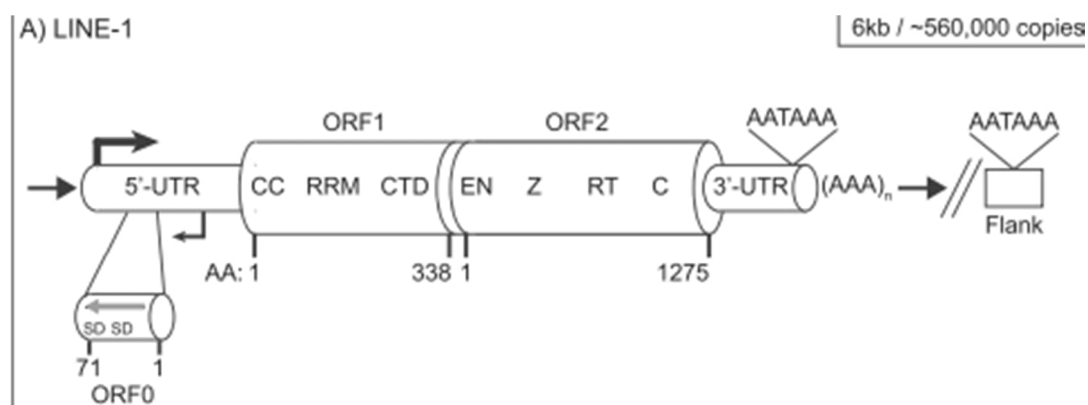 A) LINE-1
6kb / ~560,000 copies
ORF1 ORF2 AATAAA AATAAA
5'-UTR CC RRM CTD EN Z RT C 3'-UTR (AAA)n
Flank
AA: 1 338 1 1275
SD SD
71 1
ORF0